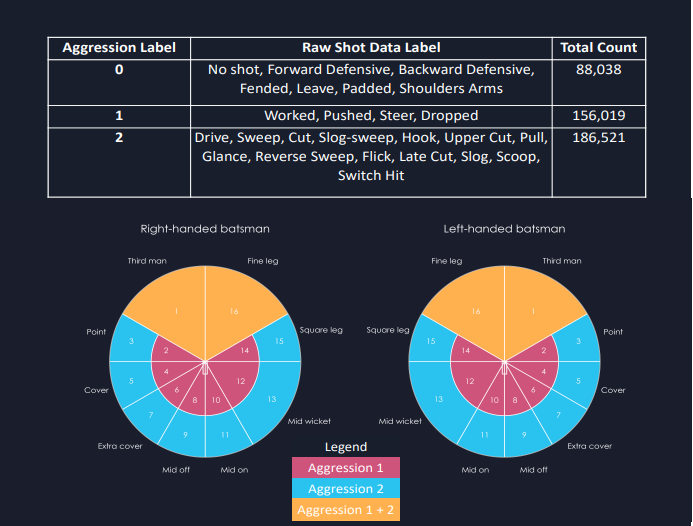 Aggression Label Raw Shot Data Label Total Count
0 No shot, Forward Defensive, Backward Defensive, 88,038
Fended, Leave, Padded, Shoulders Arms
1 Worked, Pushed, Steer, Dropped 156,019
2 Drive, Sweep, Cut, Slog-sweep, Hook, Upper Cut, Pull, 186,521
Glance, Reverse Sweep, Flick, Late Cut, Slog, Scoop,
Switch Hit
Right-handed batsman
Third man Fine leg
1 16
Point Square leg
3 2 14 15
4 12
Cover 5 6 13
8 10
7 Mid wicket
Extra cover 9 11
Mid off Mid on
Left-handed batsman
Fine leg Third man
16 1
Square leg Point
15 14 2 3
12 4
13 6 5 Cover
10 8
Mid wicket 7
11 9 Extra cover
Mid on Mid off
Legend
Aggression 1
Aggression 2
Aggression 1 + 2